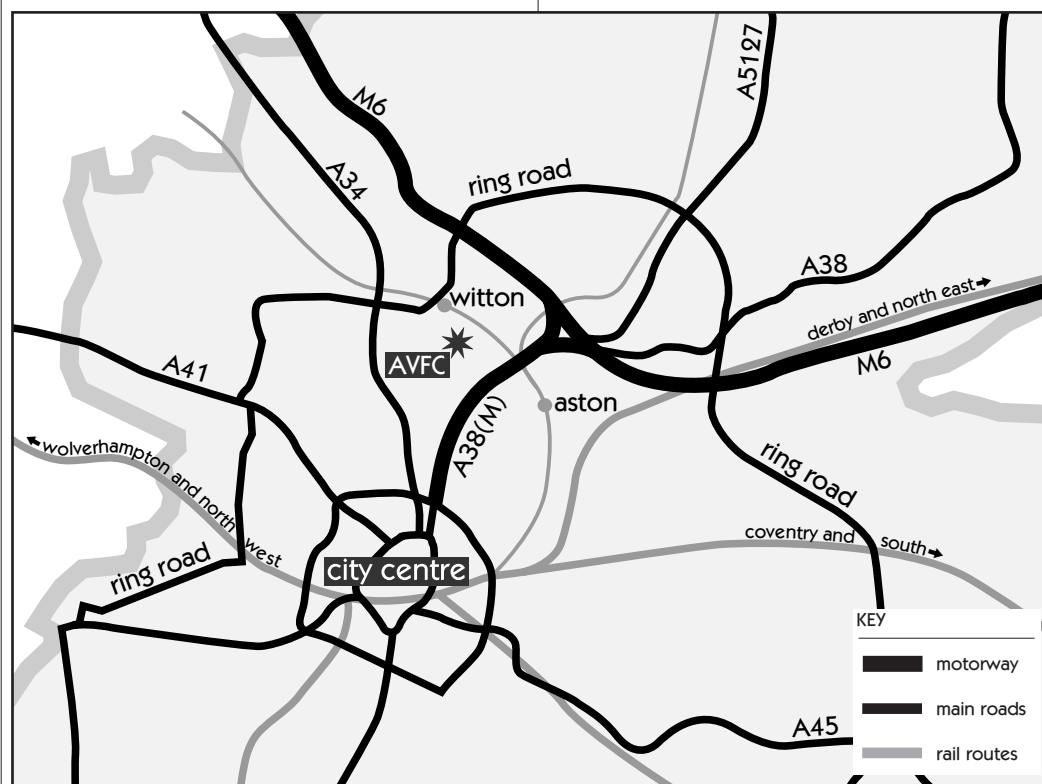 A5127
M6
A34
ring road
A38
witton
derby and north east
AVFC
M6
A41
aston
A38(M)
wolverhampton and north west
ring road
coventry and south
ring road
city centre
KEY
motorway
main roads
A45
rail routes